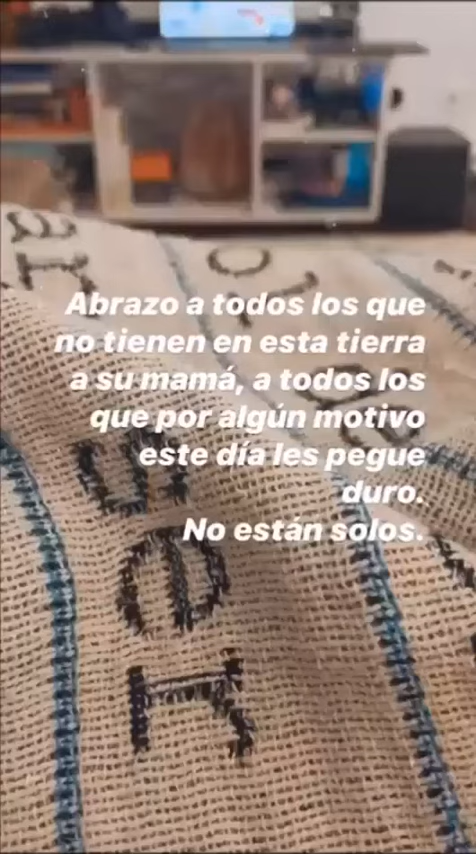 Abrazo a todos los que
no tienen en esta tierra
a su mamá, a todos los
que por algún motivo
este día les pegue
duro.
No están solos.